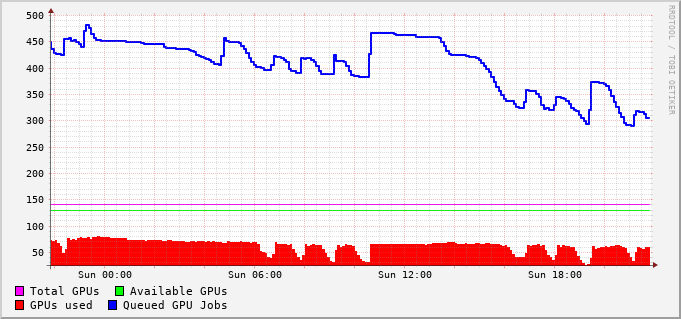 500
450
400
350
300
250
200
150
100
50
Sun 00:00 Sun 06:00 Sun 12:00 Sun 18:00
Total GPUs Available GPUs
GPUs used Queued GPU Jobs
RRDTOOL / TOBI OETIKER